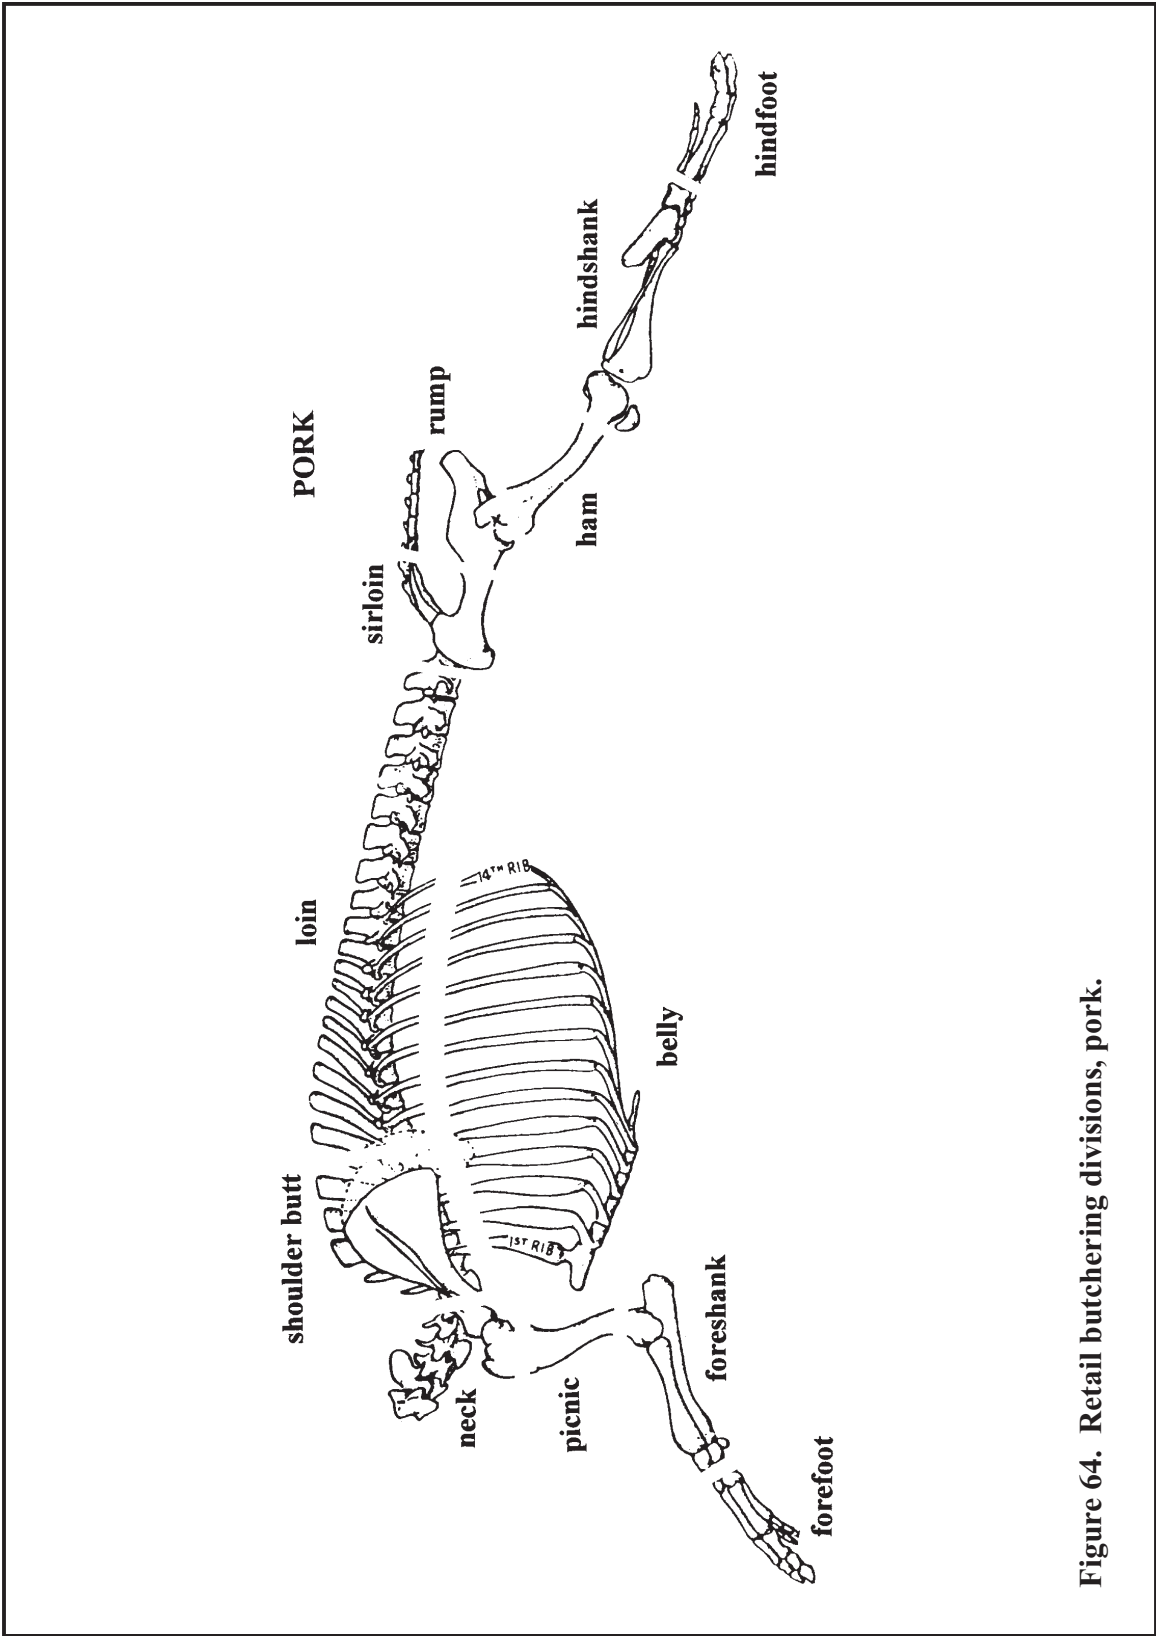 PORK
shoulder butt
loin
sirloin
rump
neck
picnic
foreshank
forefoot
1ST RIB
14TH RIB
belly
ham
hindshank
hindfoot
Figure 64. Retail butchering divisions, pork.